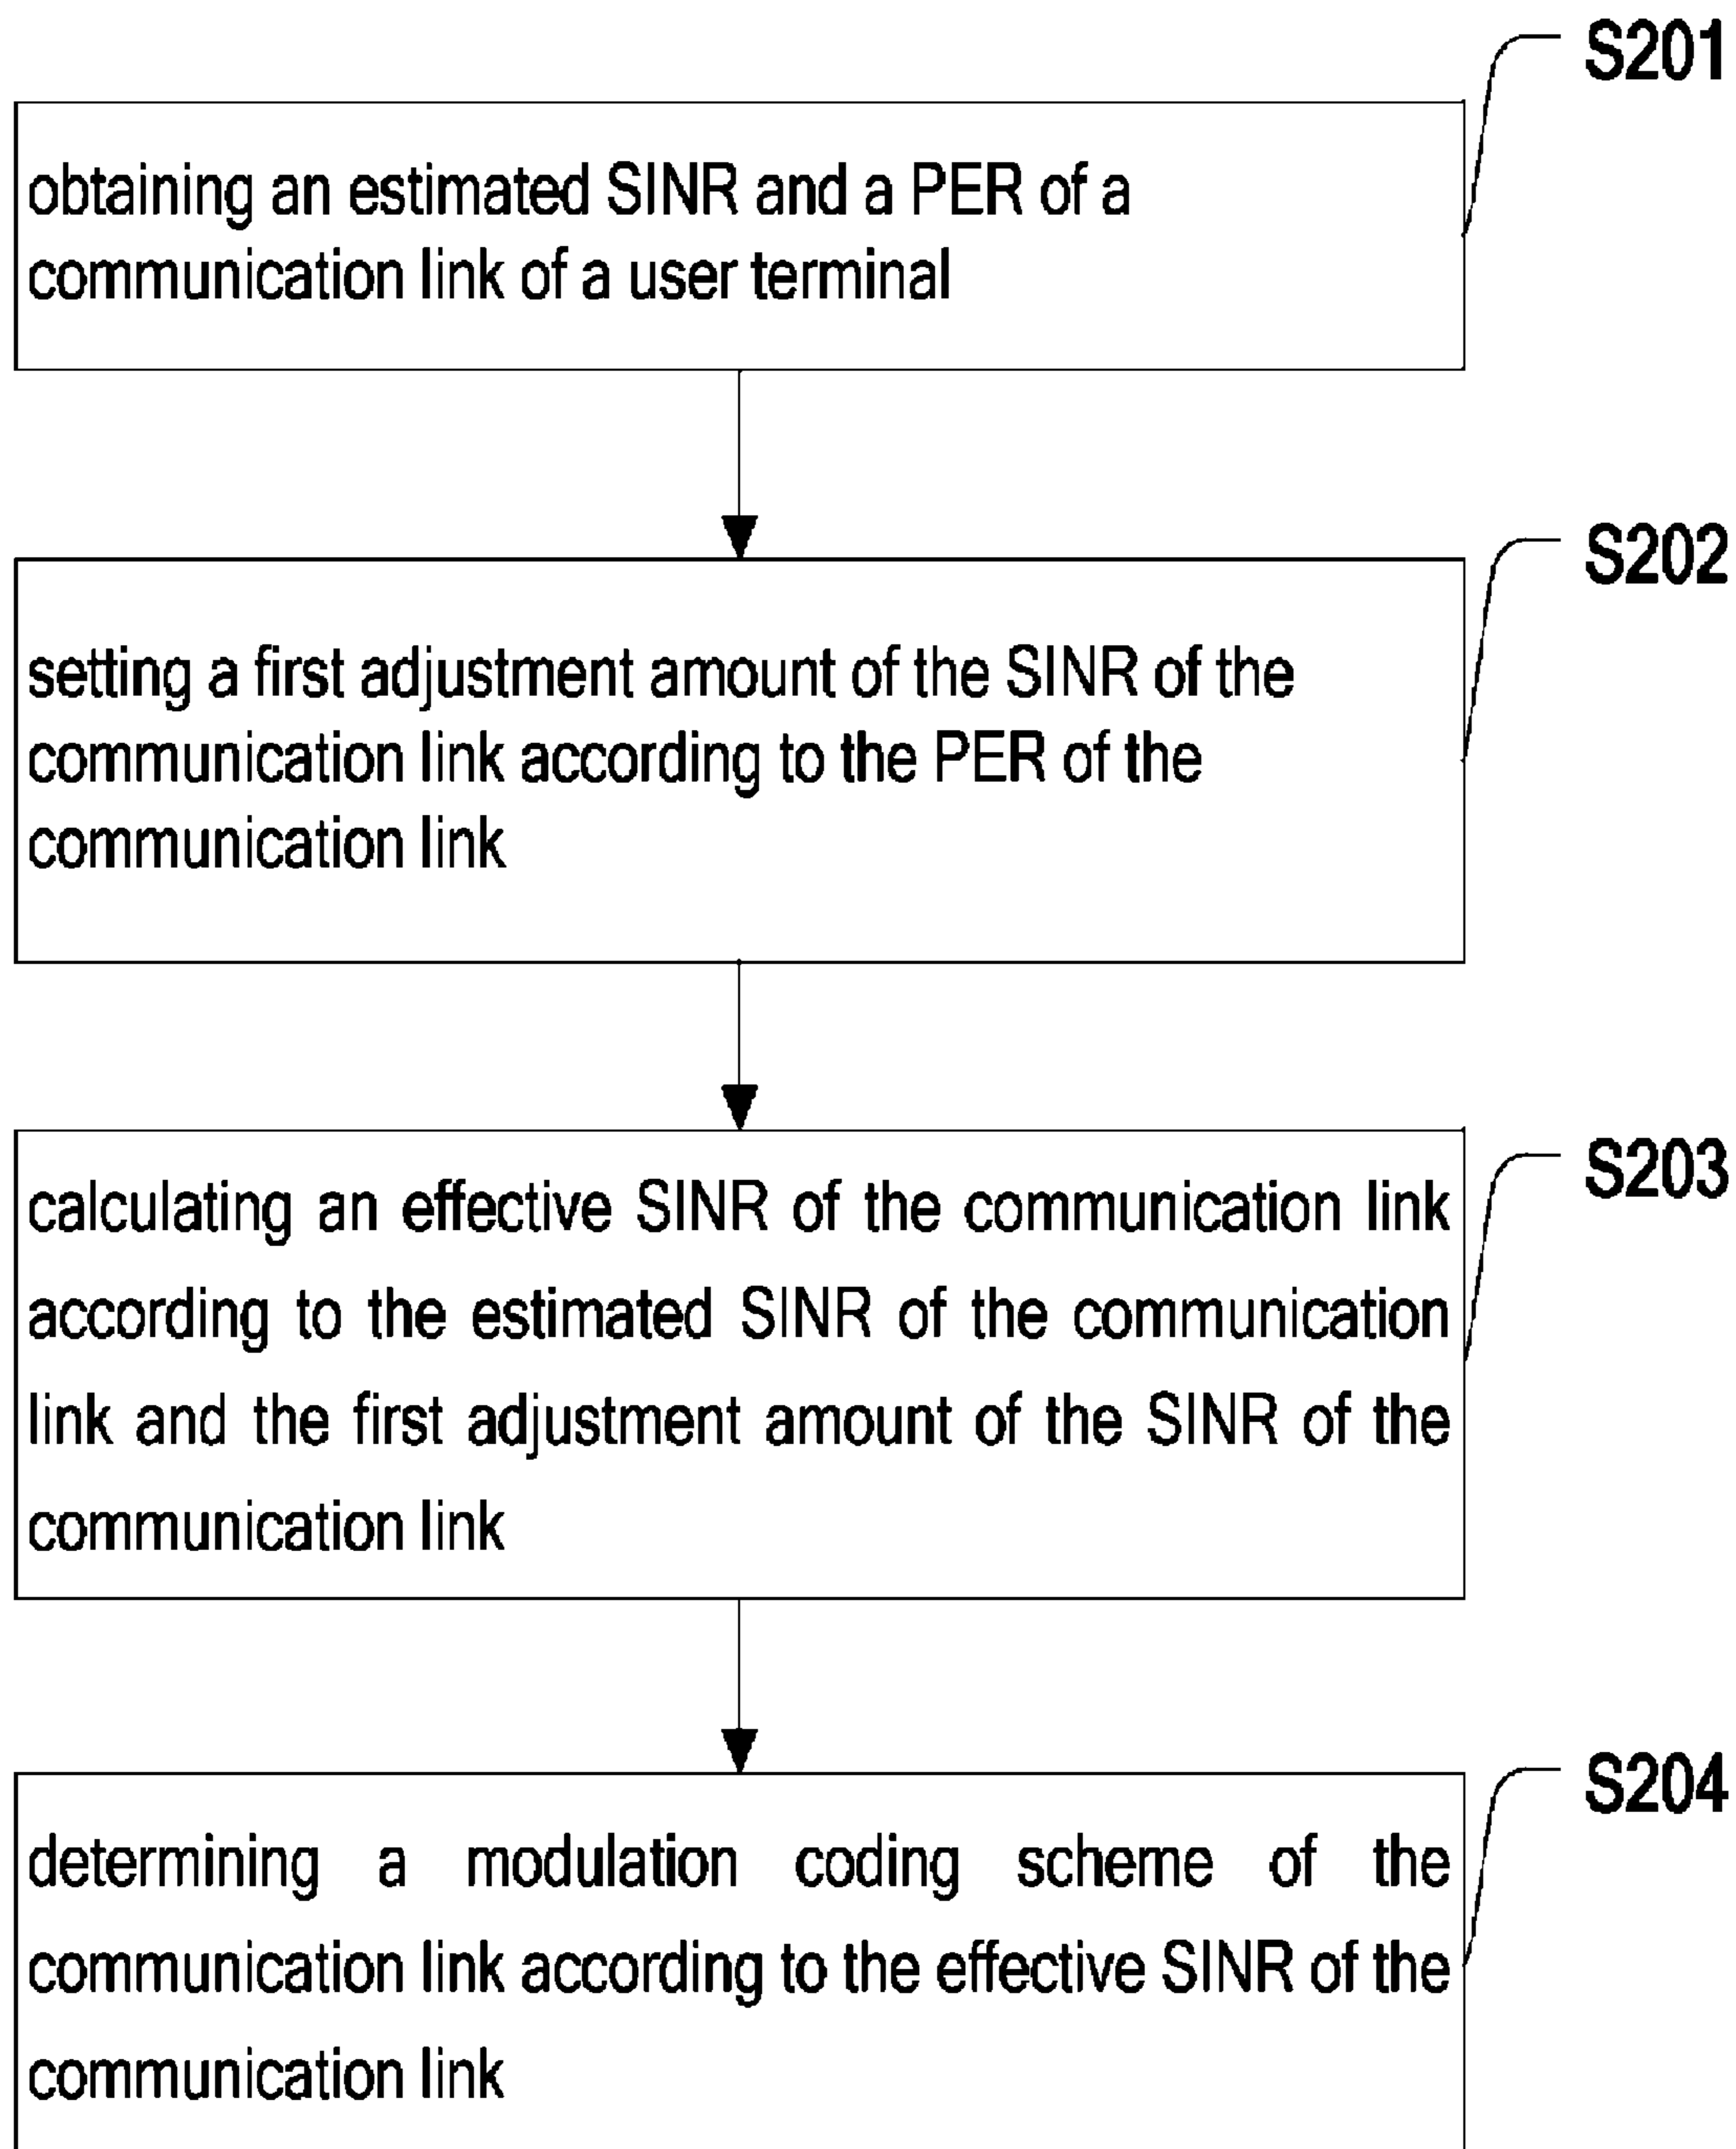 S201
obtaining an estimated SINR and a PER of a
communication link of a user terminal
S202
setting a first adjustment amount of the SINR of the
communication link according to the PER of the
communication link
S203
calculating an effective SINR of the communication link
according to the estimated SINR of the communication
link and the first adjustment amount of the SINR of the
communication link
S204
determining a modulation coding scheme of the
communication link according to the effective SINR of the
communication link